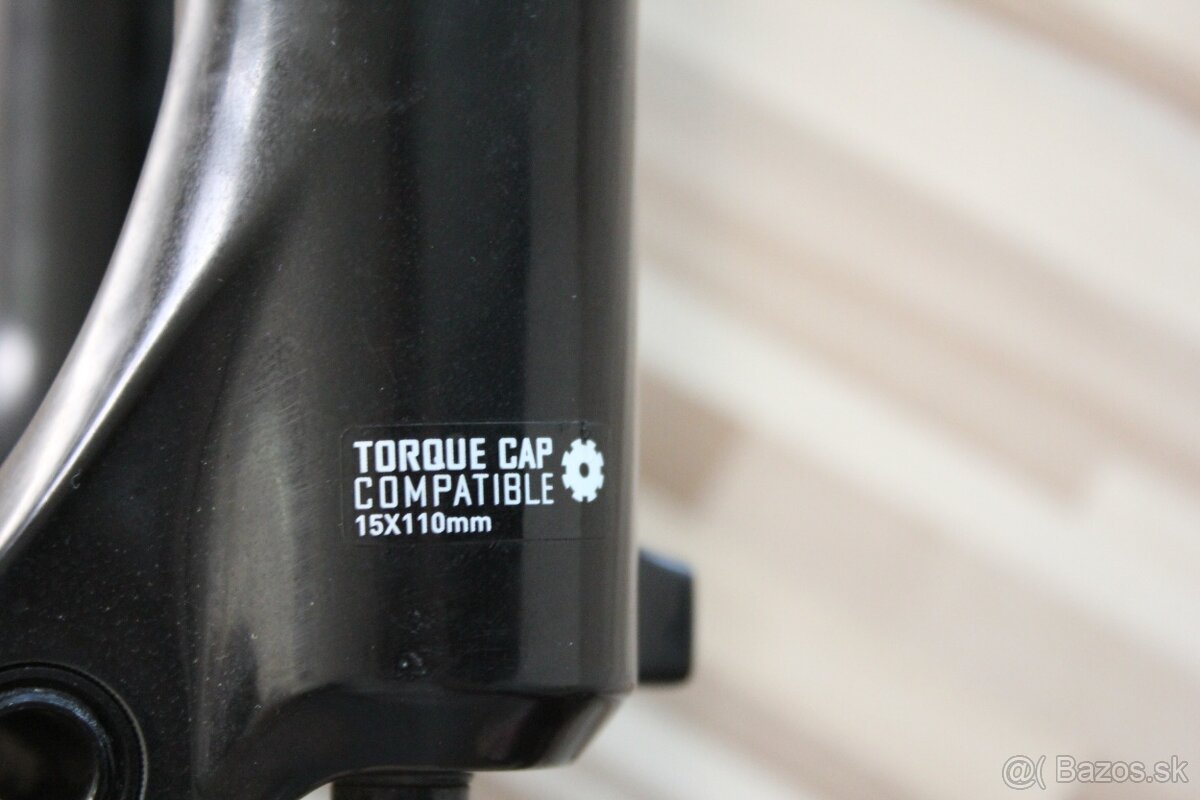 TORQUE CAP
COMPATIBLE
15X110mm
@( Bazos.sk